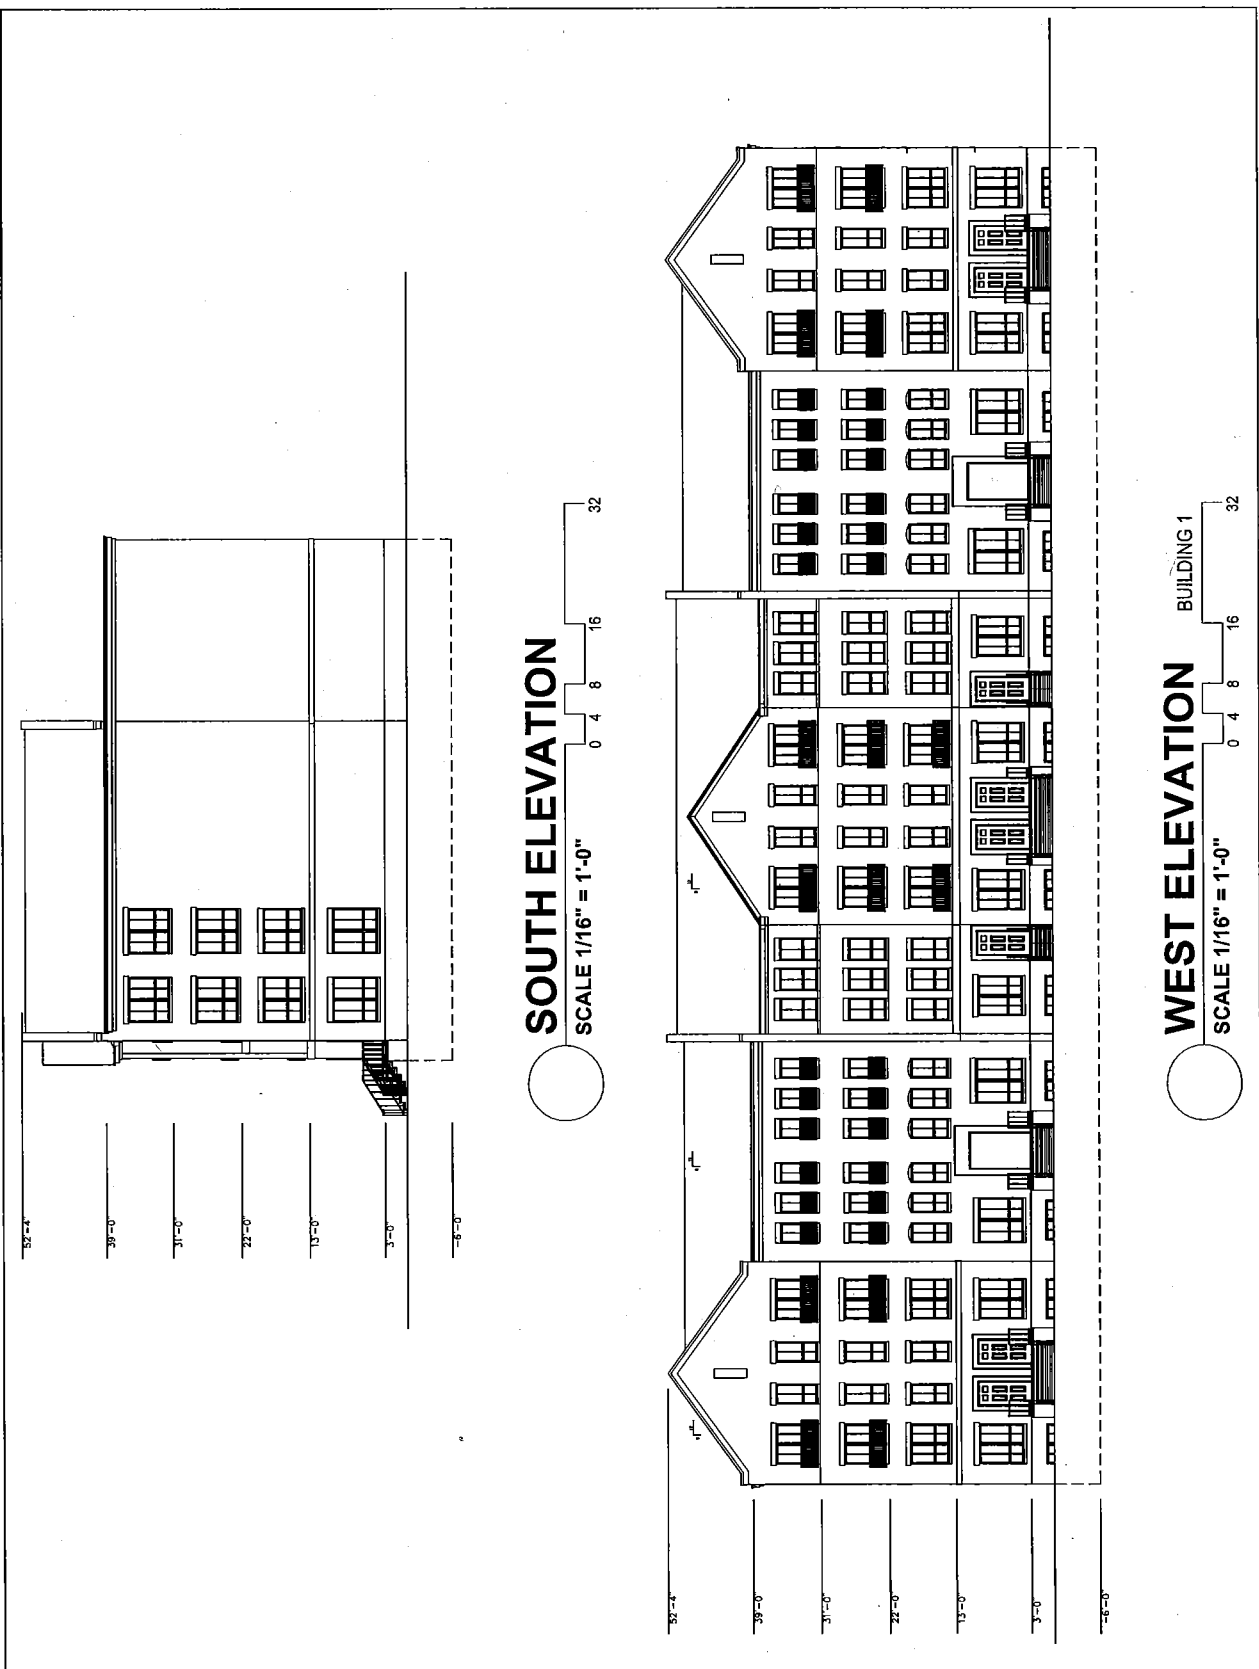 52'-4"
39'-0"
31'-0"
22'-0"
13'-0"
3'-0"
-6'-0"
SOUTH ELEVATION
SCALE 1/16" = 1'-0"
0 4 8 16 32
52'-4"
39'-0"
31'-0"
22'-0"
13'-0"
3'-0"
-6'-0"
WEST ELEVATION
BUILDING 1
SCALE 1/16" = 1'-0"
0 4 8 16 32